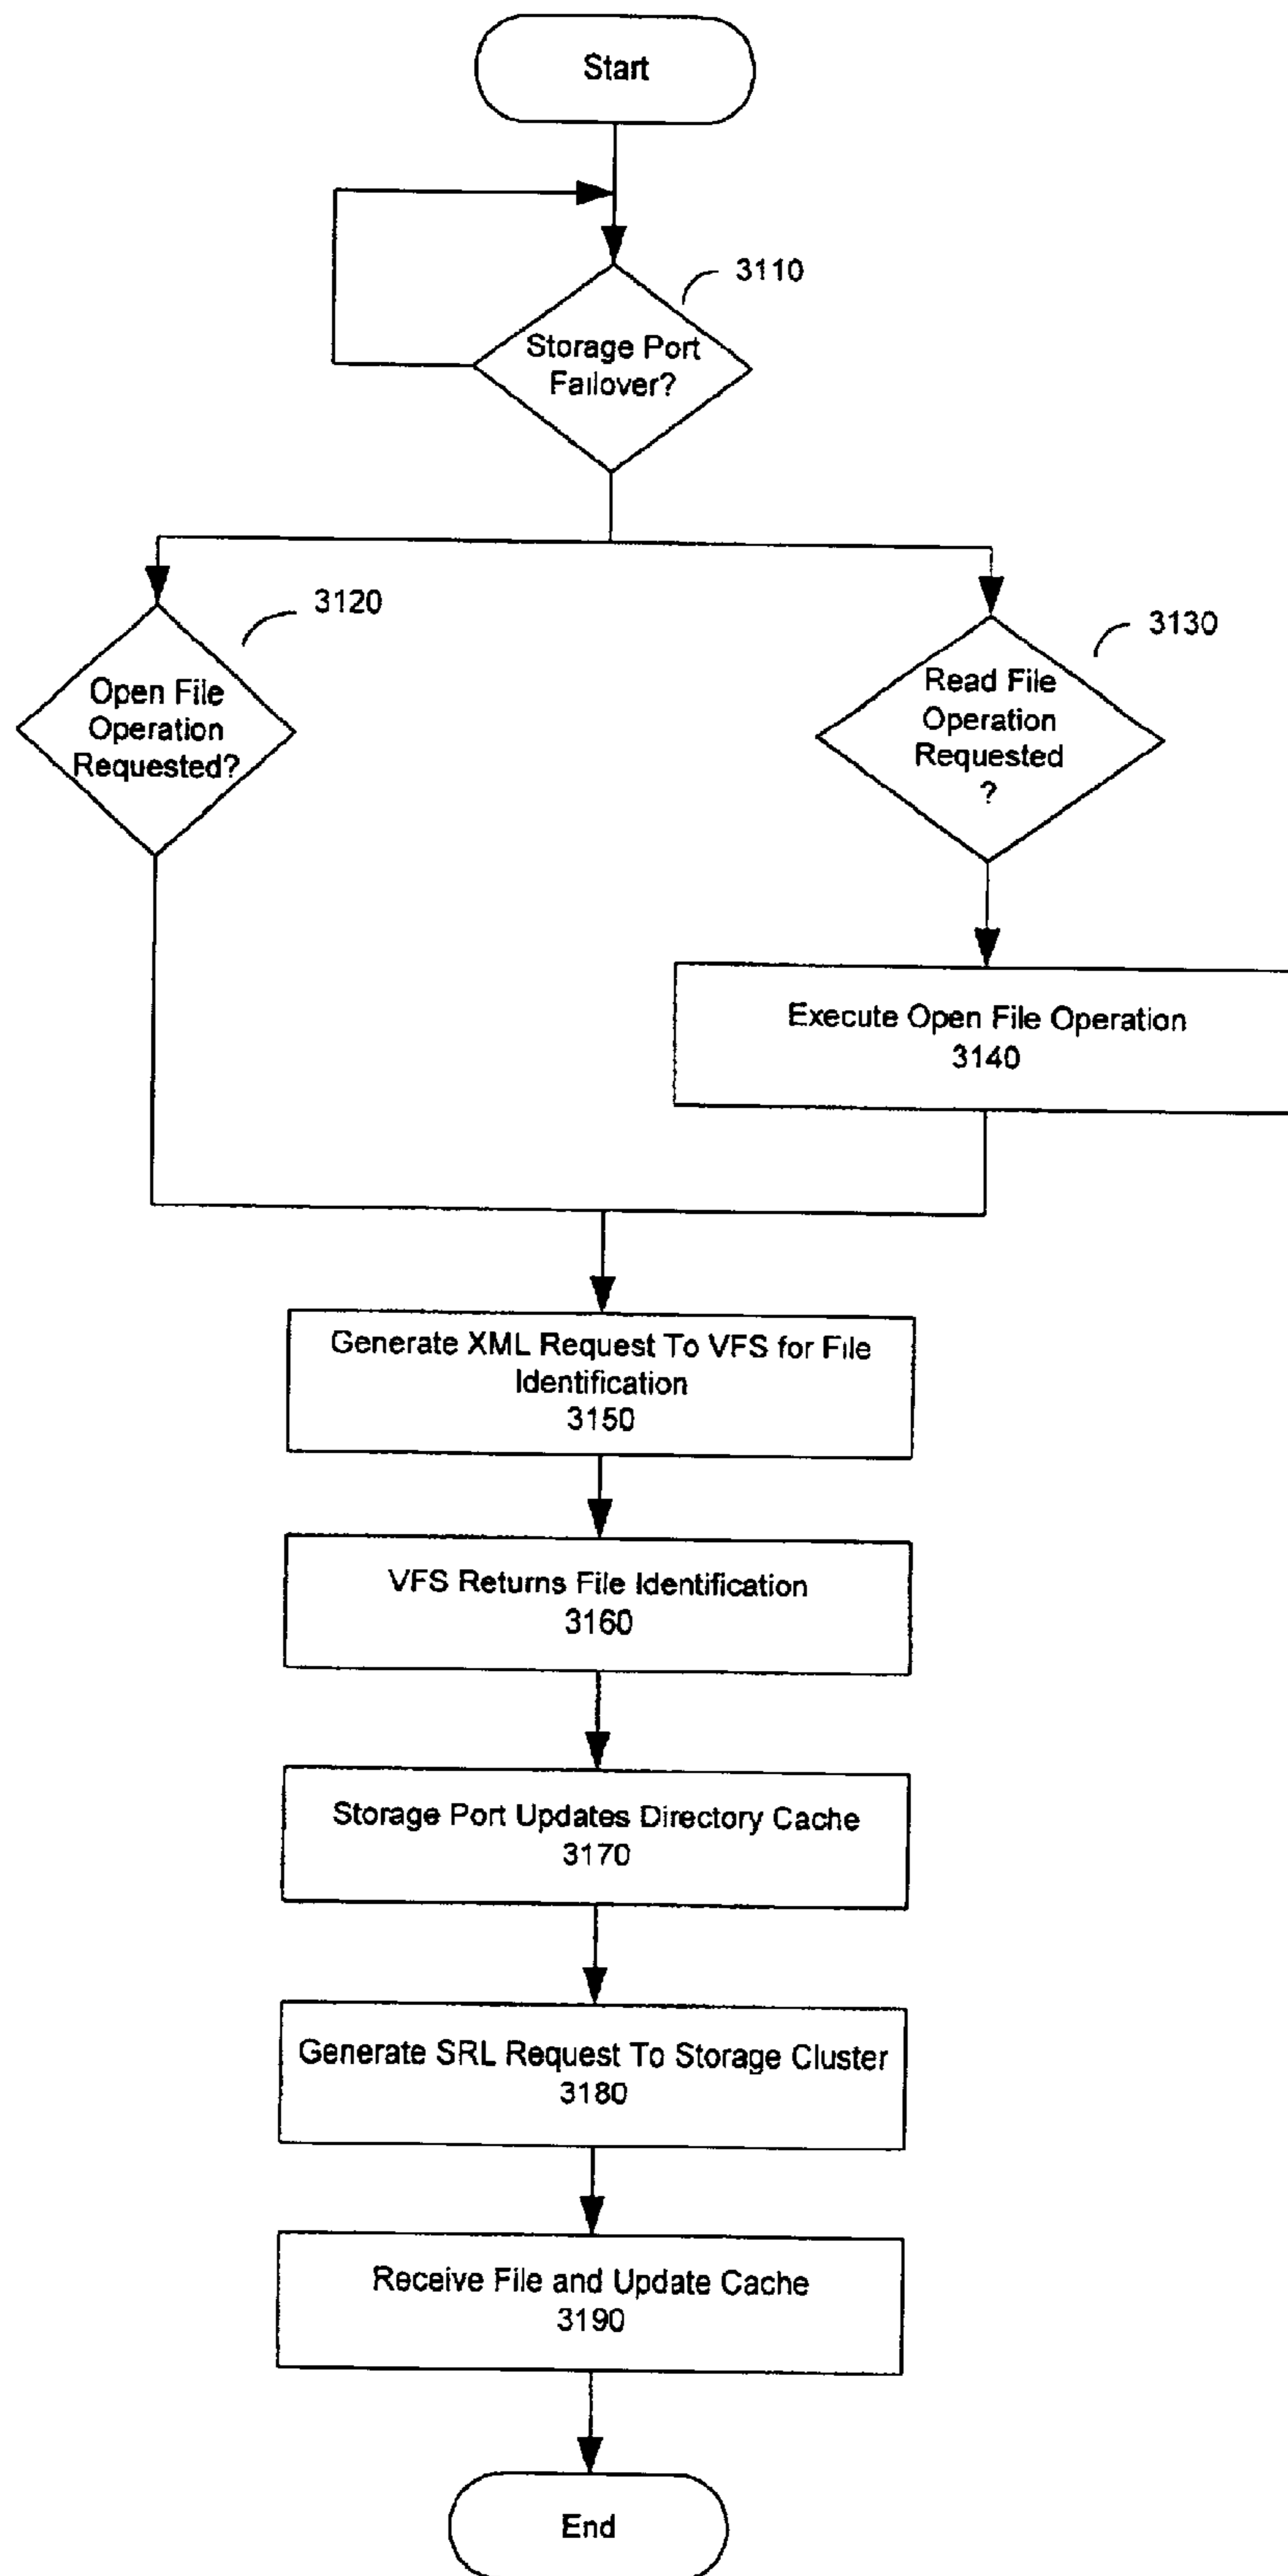 Start
3110
Storage Port
Failover?
3120
3130
Open File
Operation
Requested?
Read File
Operation
Requested
?
Execute Open File Operation
3140
Generate XML Request To VFS for File
Identification
3150
VFS Returns File Identification
3160
Storage Port Updates Directory Cache
3170
Generate SRL Request To Storage Cluster
3180
Receive File and Update Cache
3190
End